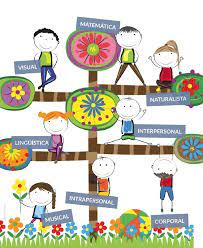 MATEMÁTICA
VISUAL
NATURALISTA
LINGÜÍSTICA
INTERPERSONAL
INTRAPERSONAL
MUSICAL
CORPORAL